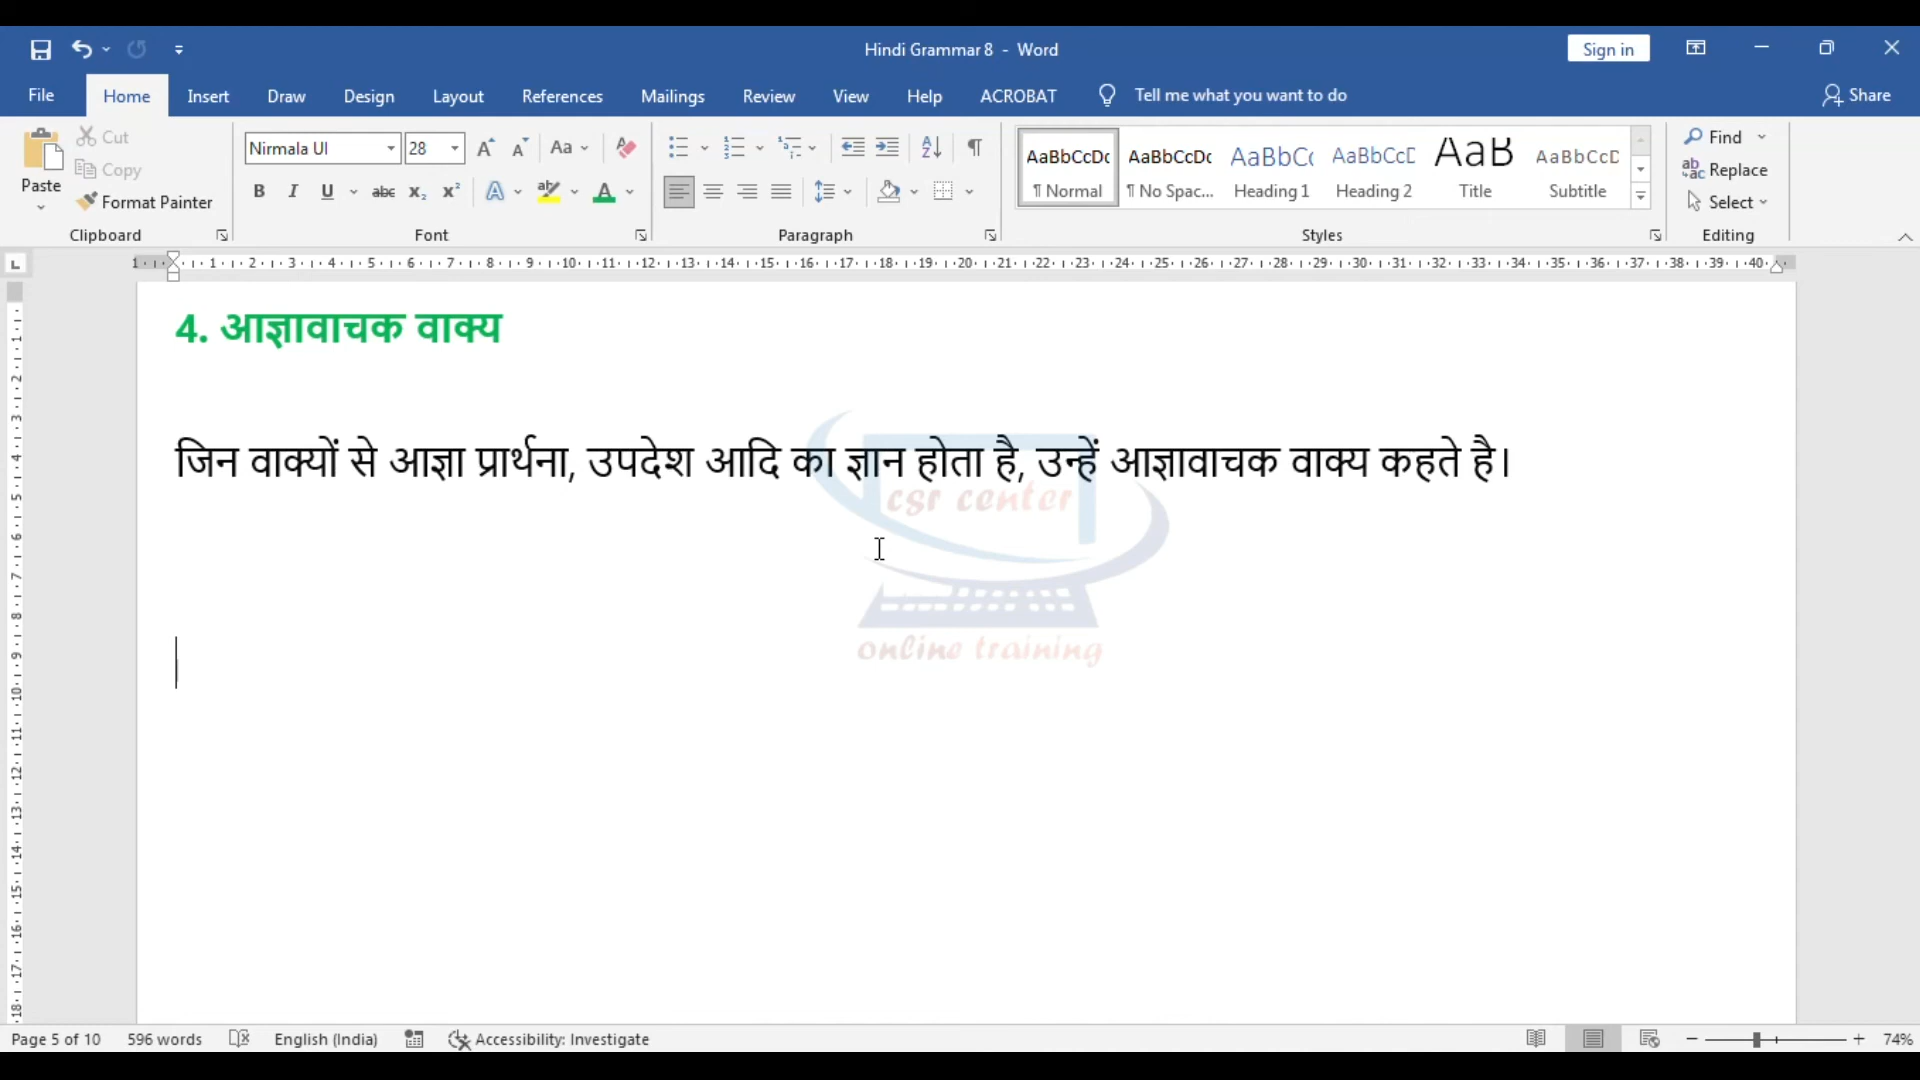 Hindi Grammar 8 - Word
Sign in
File Home Insert Draw Design Layout References Mailings Review View Help ACROBAT Tell me what you want to do Share
Paste
Cut
Copy
Format Painter
Clipboard
Nirmala UI 28
Font
Paragraph
AaBbCcDc ¶ Normal
AaBbCcDc ¶ No Spac...
AaBbCc Heading 1
AaBbCcC Heading 2
AaB Title
AaBbCcD Subtitle
Styles
Find
Replace
Select
Editing
4. आज्ञावाचक वाक्य
जिन वाक्यों से आज्ञा प्रार्थना, उपदेश आदि का ज्ञान होता है, उन्हें आज्ञावाचक वाक्य कहते है।
csr center
online training
Page 5 of 10 596 words English (India) Accessibility: Investigate 74%